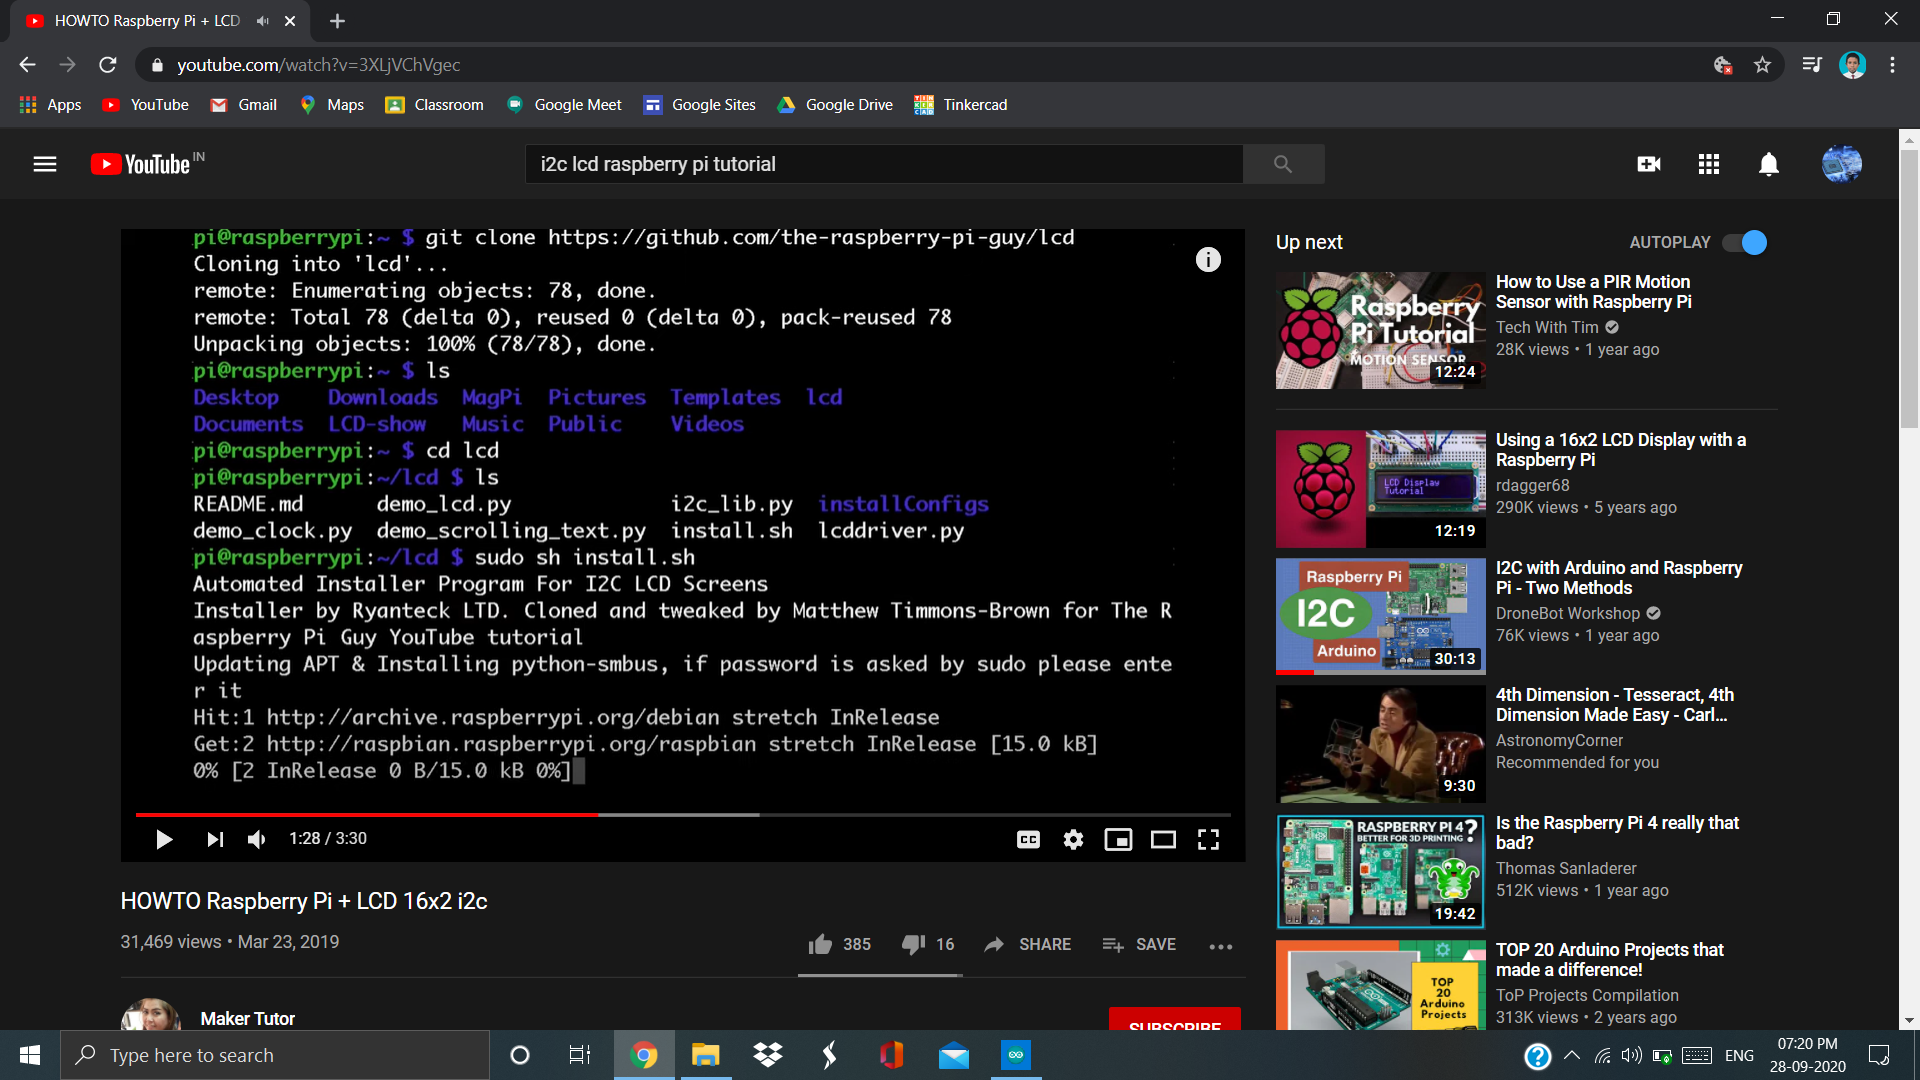 HOWTO Raspberry Pi + LCD
youtube.com/watch?v=3XLjVChVgec
Apps YouTube Gmail Maps Classroom Google Meet Google Sites Google Drive Tinkercad
YouTube IN
i2c lcd raspberry pi tutorial
pi@raspberrypi:~ $ git clone https://github.com/the-raspberry-pi-guy/lcd
Cloning into 'lcd'...
remote: Enumerating objects: 78, done.
remote: Total 78 (delta 0), reused 0 (delta 0), pack-reused 78
Unpacking objects: 100% (78/78), done.
pi@raspberrypi:~ $ ls
Desktop Downloads MagPi Pictures Templates lcd
Documents LCD-show Music Public Videos
pi@raspberrypi:~ $ cd lcd
pi@raspberrypi:~/lcd $ ls
README.md demo_lcd.py i2c_lib.py installConfigs
demo_clock.py demo_scrolling_text.py install.sh lcddriver.py
pi@raspberrypi:~/lcd $ sudo sh install.sh
Automated Installer Program For I2C LCD Screens
Installer by Ryanteck LTD. Cloned and tweaked by Matthew Timmons-Brown for The R
aspberry Pi Guy YouTube tutorial
Updating APT & Installing python-smbus, if password is asked by sudo please ente
r it
Hit:1 http://archive.raspberrypi.org/debian stretch InRelease
Get:2 http://raspbian.raspberrypi.org/raspbian stretch InRelease [15.0 kB]
0% [2 InRelease 0 B/15.0 kB 0%]
1:28 / 3:30
CC
HOWTO Raspberry Pi + LCD 16x2 i2c
31,469 views • Mar 23, 2019
385 16 SHARE SAVE
Maker Tutor
SUBSCRIBE
Up next
AUTOPLAY
Raspberry
Pi Tutorial
MOTION SENSOR
12:24
How to Use a PIR Motion
Sensor with Raspberry Pi
Tech With Tim
28K views • 1 year ago
LCD Display
Tutorial
12:19
Using a 16x2 LCD Display with a
Raspberry Pi
rdagger68
290K views • 5 years ago
Raspberry Pi
I2C
Arduino
30:13
I2C with Arduino and Raspberry
Pi - Two Methods
DroneBot Workshop
76K views • 1 year ago
9:30
4th Dimension - Tesseract, 4th
Dimension Made Easy - Carl...
AstronomyCorner
Recommended for you
RASPBERRY PI 4?
BETTER FOR 3D PRINTING
19:42
Is the Raspberry Pi 4 really that
bad?
Thomas Sanladerer
512K views • 1 year ago
TOP
20
Arduino
Projects
TOP 20 Arduino Projects that
made a difference!
ToP Projects Compilation
313K views • 2 years ago
Type here to search
ENG
07:20 PM
28-09-2020